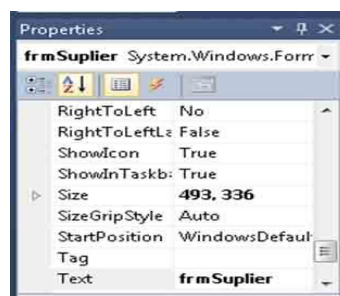 Properties
frmSuplier System.Windows.Forr
RightToLeft No
RightToLeftLa False
ShowIcon True
ShowInTaskb: True
Size 493, 336
SizeGripStyle Auto
StartPosition WindowsDefaul
Tag
Text frmSuplier